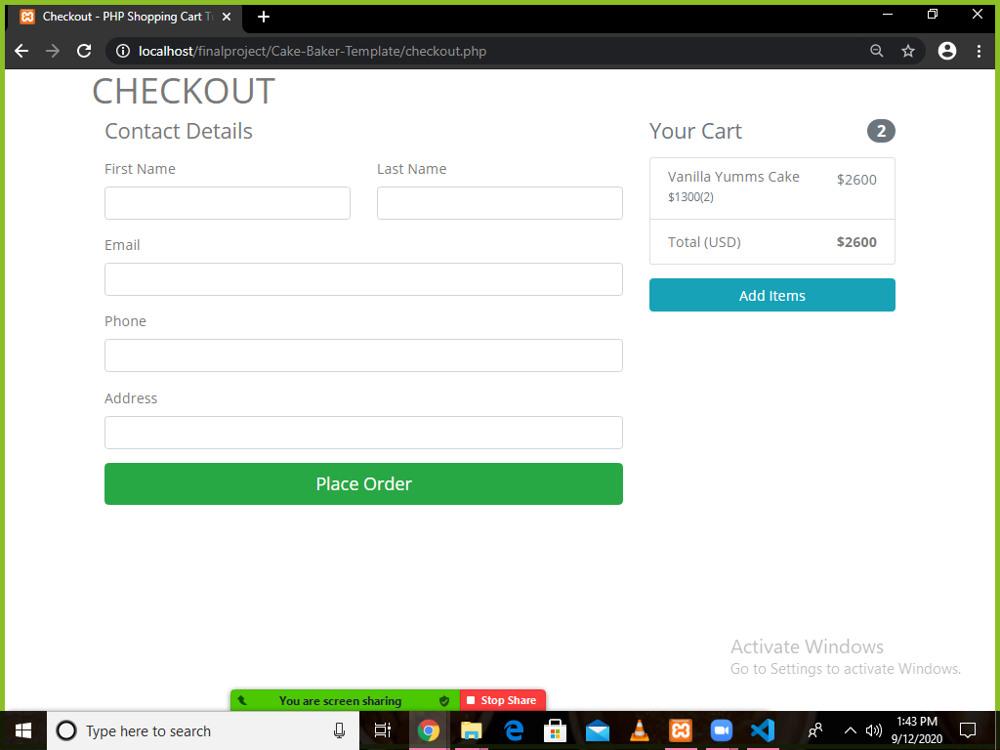 Checkout - PHP Shopping Cart T
localhost/finalproject/Cake-Baker-Template/checkout.php
CHECKOUT
Contact Details
First Name
Last Name
Email
Phone
Address
Place Order
Your Cart 2
Vanilla Yumms Cake $2600
$1300(2)
Total (USD) $2600
Add Items
Activate Windows
Go to Settings to activate Windows.
You are screen sharing Stop Share
Type here to search
1:43 PM
9/12/2020